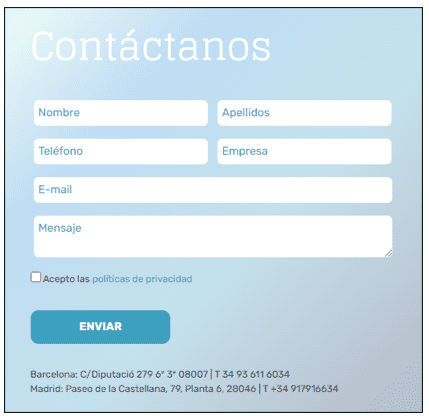 Contáctanos
Nombre Apellidos
Teléfono Empresa
E-mail
Mensaje
Acepto las políticas de privacidad
ENVIAR
Barcelona: C/Diputació 279 6º 3º 08007 | T 34 93 611 6034
Madrid: Paseo de la Castellana, 79, Planta 6, 28046 | T +34 917916634